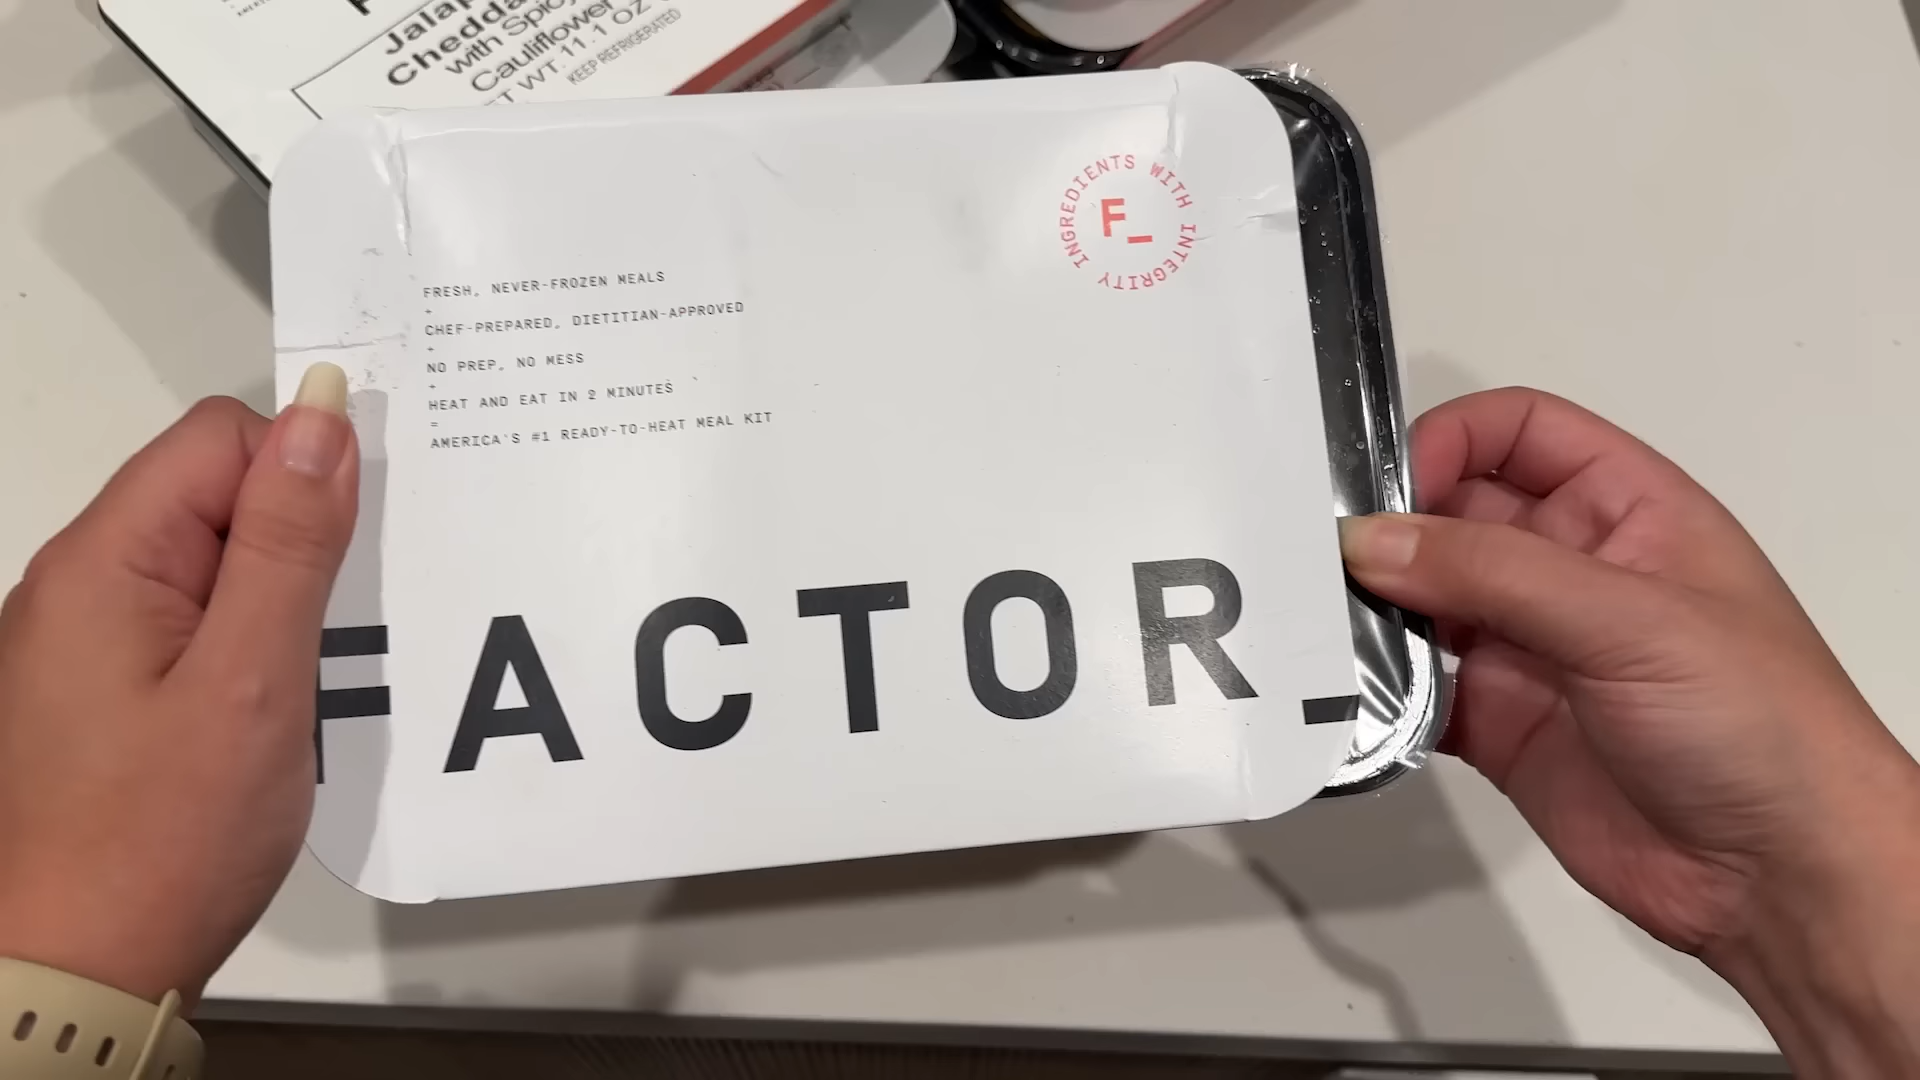 Jalap
Chedda
with Spic
Cauliflower
T WT. 11.1 OZ
KEEP REFRIGERATED
INGREDIENTS WITH INTEGRITY
F_
FRESH, NEVER-FROZEN MEALS
+
CHEF-PREPARED, DIETITIAN-APPROVED
+
NO PREP, NO MESS
+
HEAT AND EAT IN 2 MINUTES
=
AMERICA'S #1 READY-TO-HEAT MEAL KIT
FACTOR_